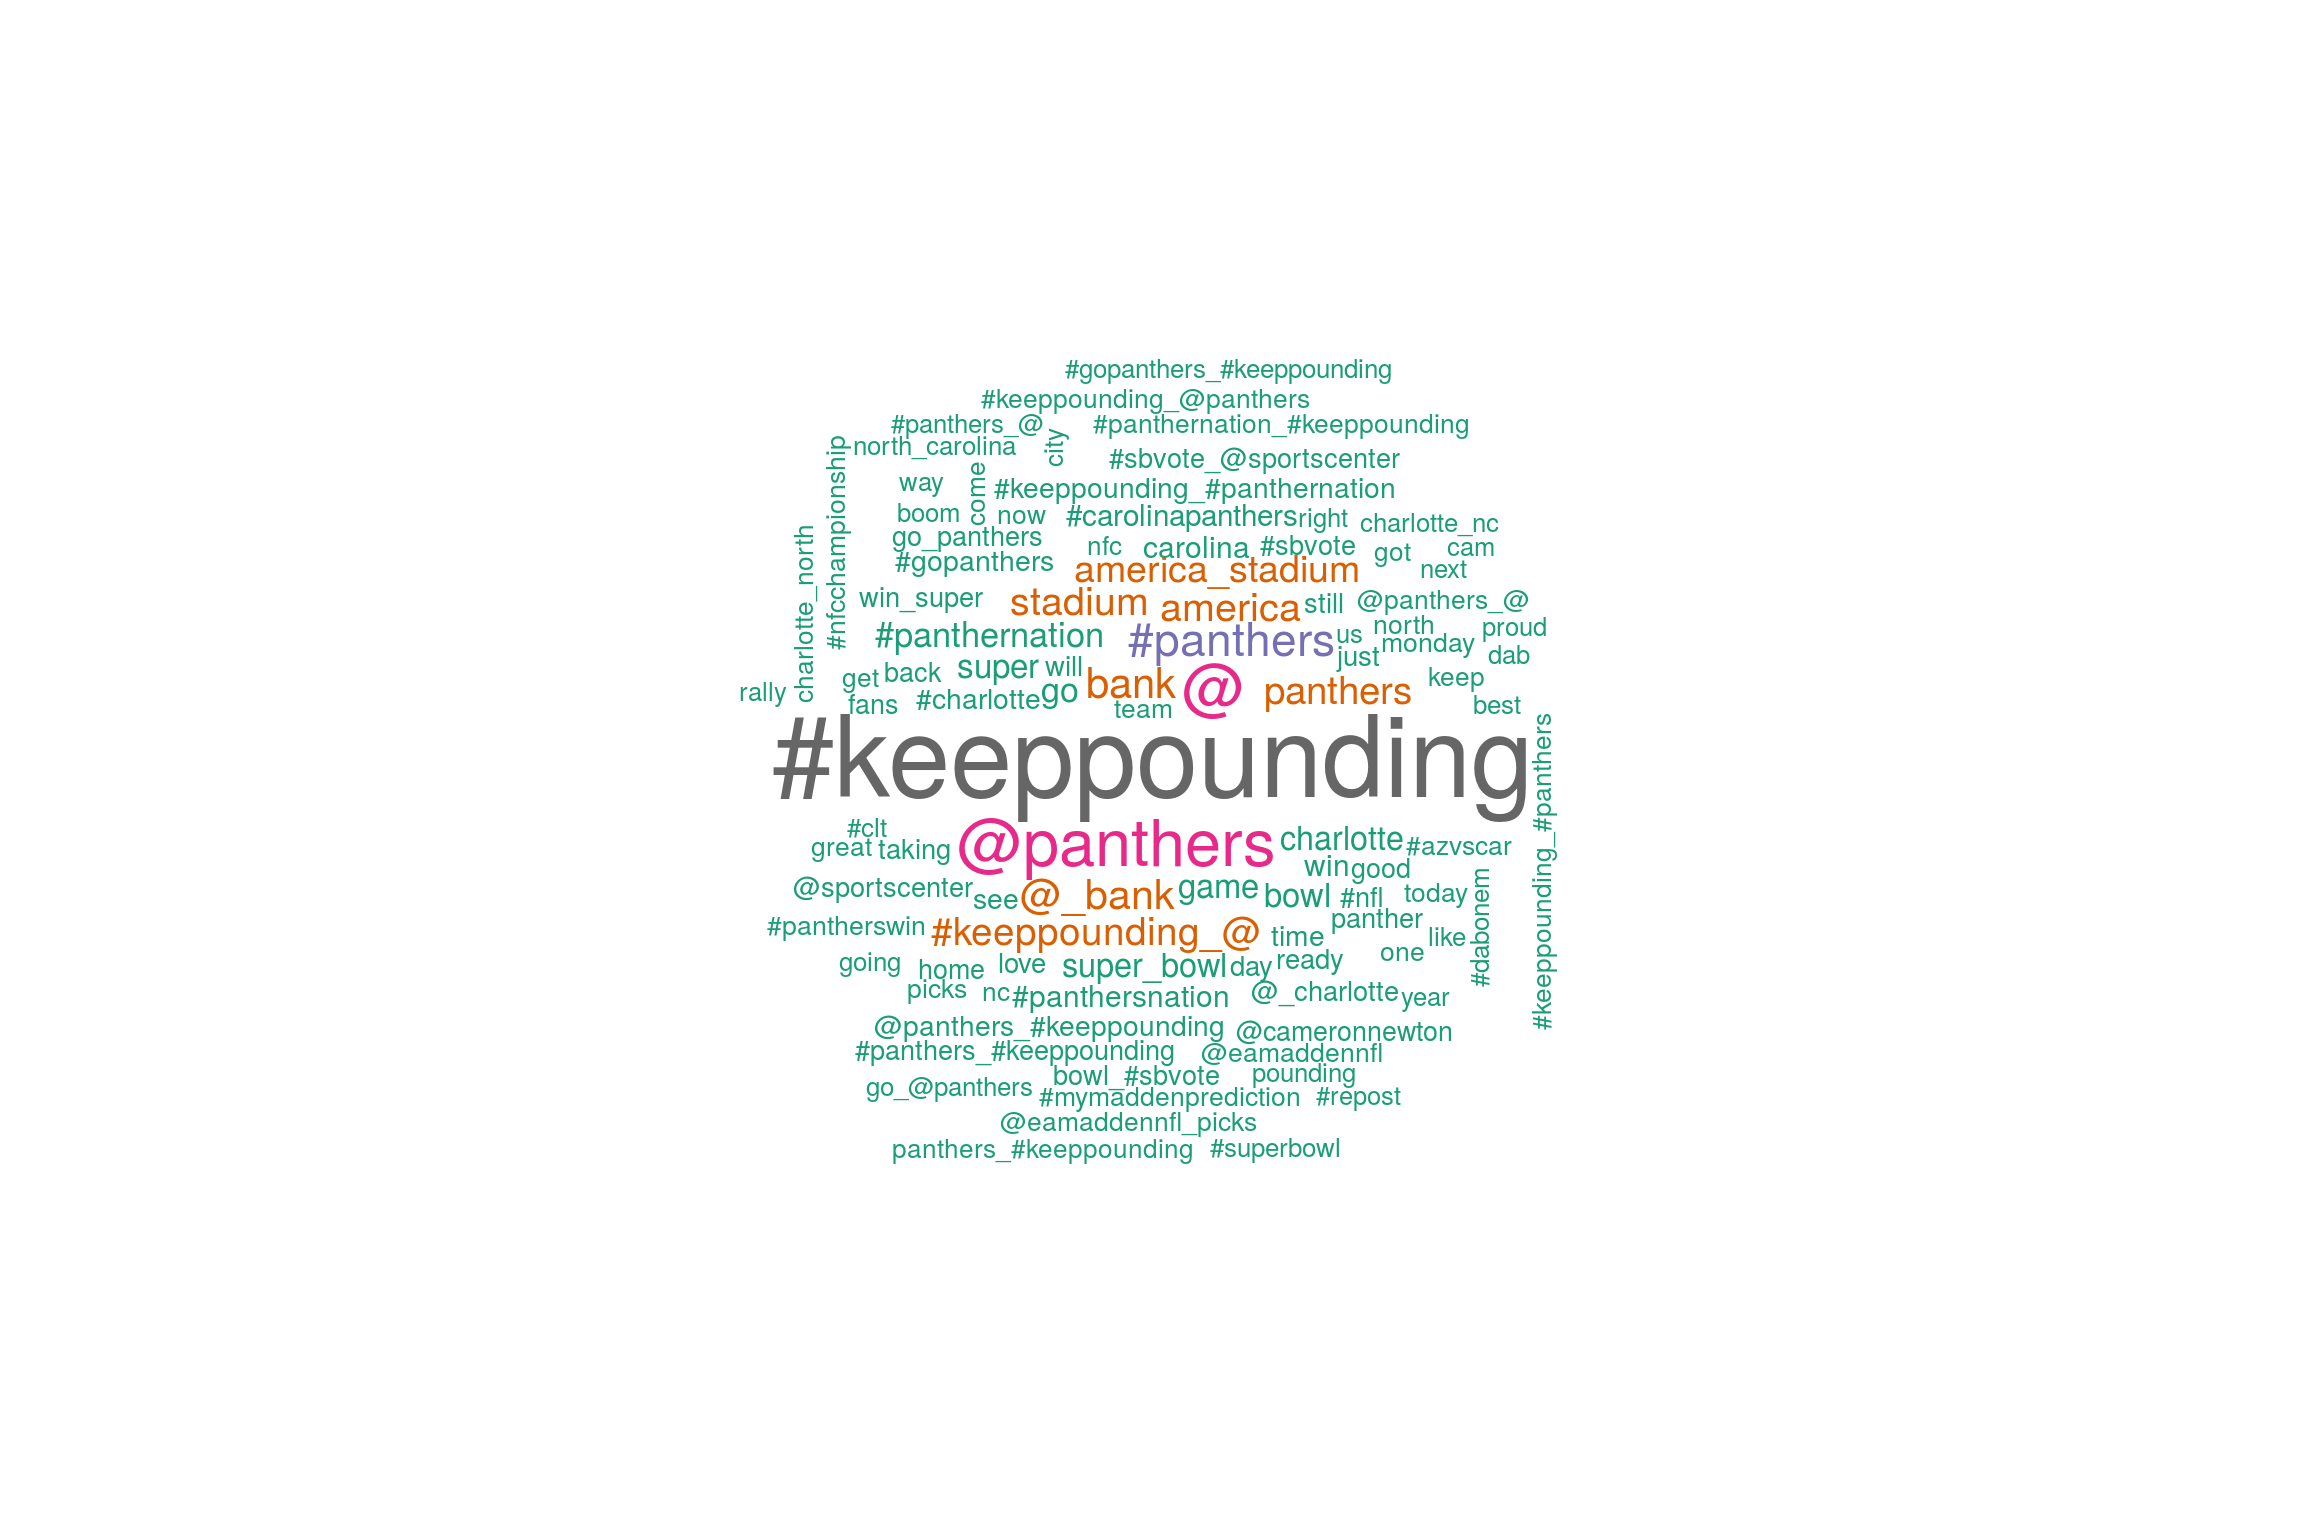 #gopanthers_#keeppounding
#keeppounding_@panthers
#panthers_@
#panthernation_#keeppounding
north_carolina
city
#sbvote_@sportscenter
#nfcchampionship
way
come
#keeppounding_#panthernation
boom
now
#carolinapanthers
right
charlotte_nc
go_panthers
nfc
carolina
#sbvote
got
cam
charlotte_north
#gopanthers
america_stadium
next
win_super
stadium
america
still
@panthers_@
#panthernation
#panthers
us
north
proud
monday
just
dab
get
back
super
will
bank
@
panthers
keep
rally
fans
#charlotte
go
team
best
#keeppounding
#keeppounding_#panthers
#clt
great
taking
@panthers
charlotte
#azvscar
win
good
@sportscenter
see
@_bank
game
bowl
#nfl
today
#dabonem
#pantherswin
#keeppounding_@
time
panther
like
going
home
love
super_bowl
day
ready
one
picks
nc
#panthersnation
@_charlotte
year
@panthers_#keeppounding
@cameronnewton
#panthers_#keeppounding
@eamaddennfl
bowl_#sbvote
pounding
go_@panthers
#mymaddenprediction
#repost
@eamaddennfl_picks
panthers_#keeppounding
#superbowl